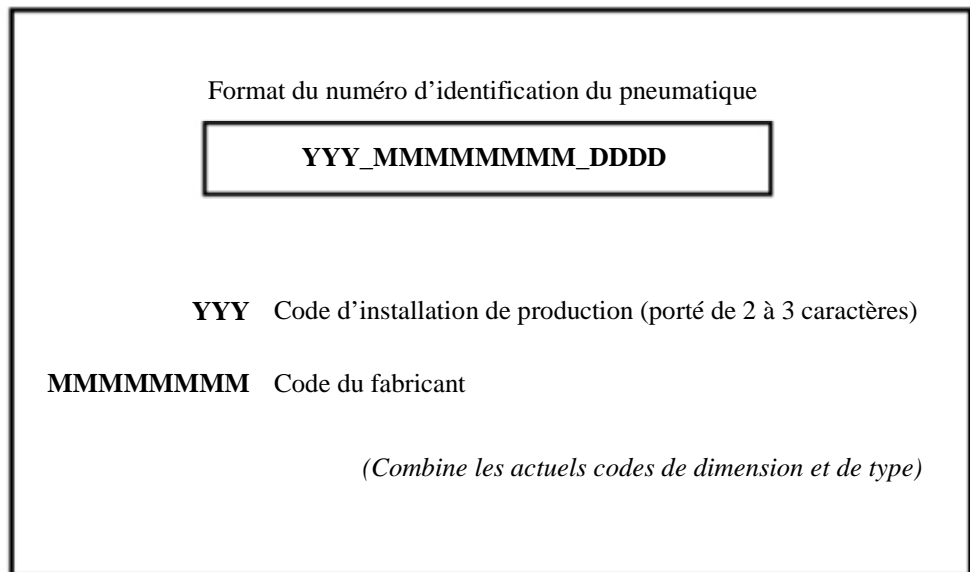 Format du numéro d’identification du pneumatique
YYY_MMMMMMMM_DDDD
YYY Code d’installation de production (porté de 2 à 3 caractères)
MMMMMMMM Code du fabricant
(Combine les actuels codes de dimension et de type)